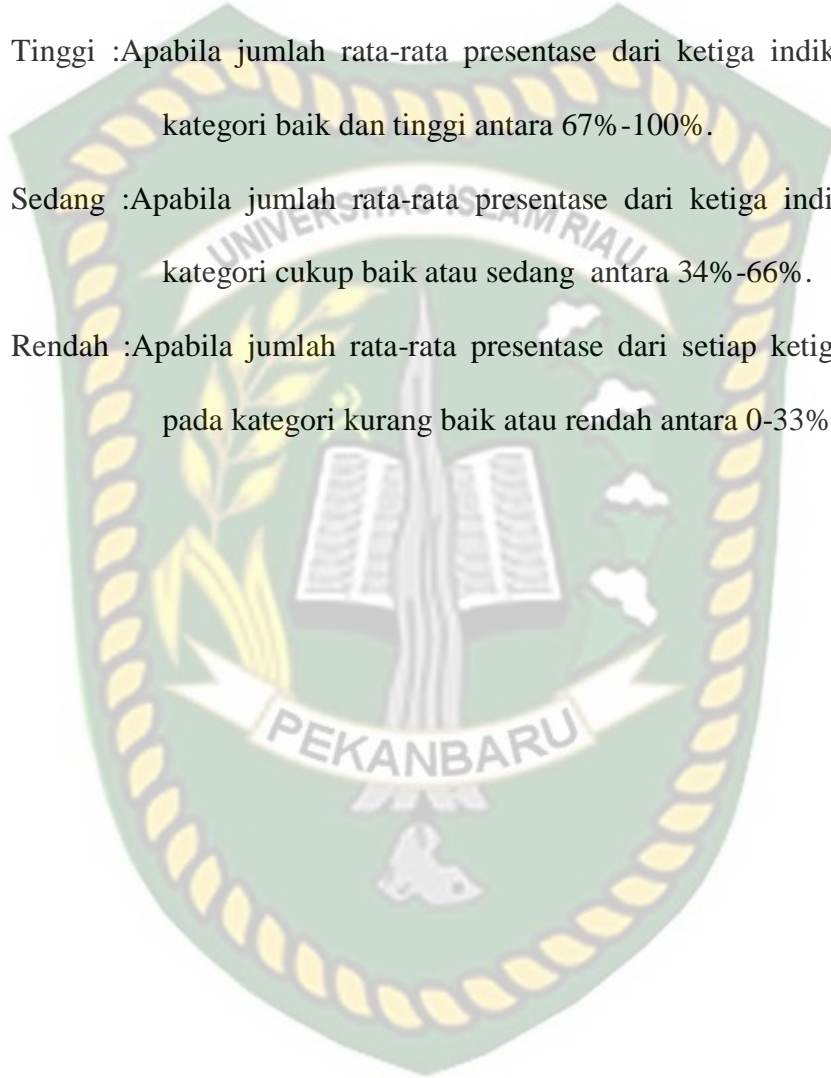 Tinggi :Apabila jumlah rata-rata presentase dari ketiga indik
kategori baik dan tinggi antara 67%-100%.
Sedang :Apabila jumlah rata-rata presentase dari ketiga indi
UNIVERSITAS ISLAM RIAU
kategori cukup baik atau sedang antara 34%-66%.
Rendah :Apabila jumlah rata-rata presentase dari setiap ketig
pada kategori kurang baik atau rendah antara 0-33%
PEKANBARU